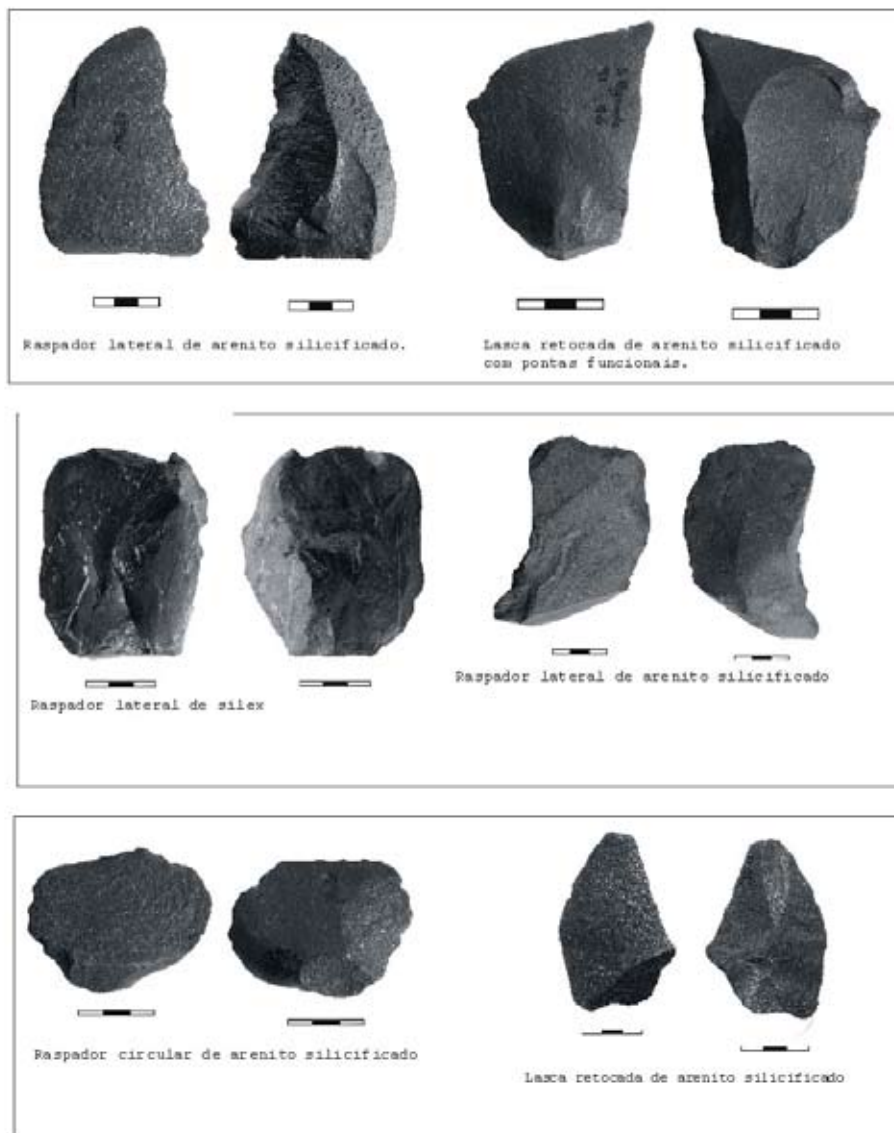 Raspador lateral de arenito silicificado.
Lasca retocada de arenito silicificado
com pontas funcionais.
Raspador lateral de silex
Raspador lateral de arenito silicificado
Raspador circular de arenito silicificado
Lasca retocada de arenito silicificado